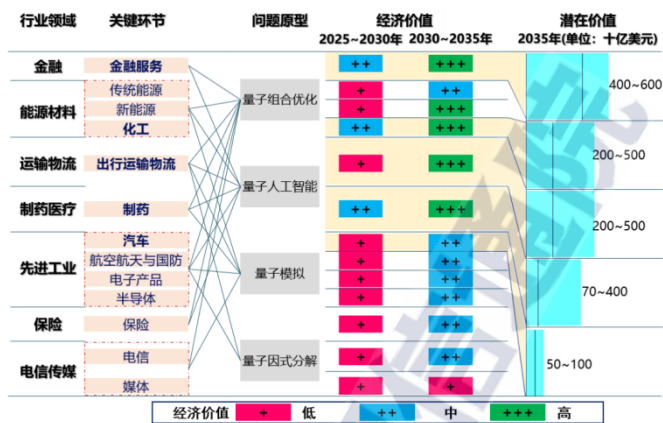 行业领域 关键环节 问题原型 经济价值 潜在价值
2025~2030年 2030~2035年 2035年(单位：十亿美元)
金融 金融服务 ++ +++
400~600
传统能源 + ++
量子组合优化
能源材料 新能源 + +++
化工 ++ +++
200~500
运输物流 出行运输物流 + +++
量子人工智能
制药医疗 制药 ++ +++
200~500
汽车 + ++
先进工业 航空航天与国防 + ++
量子模拟
电子产品 + ++
70~400
半导体 + ++
保险 保险 + ++
电信 + ++
量子因式分解
50~100
电信传媒
媒体 + +
经济价值 + 低 ++ 中 +++ 高